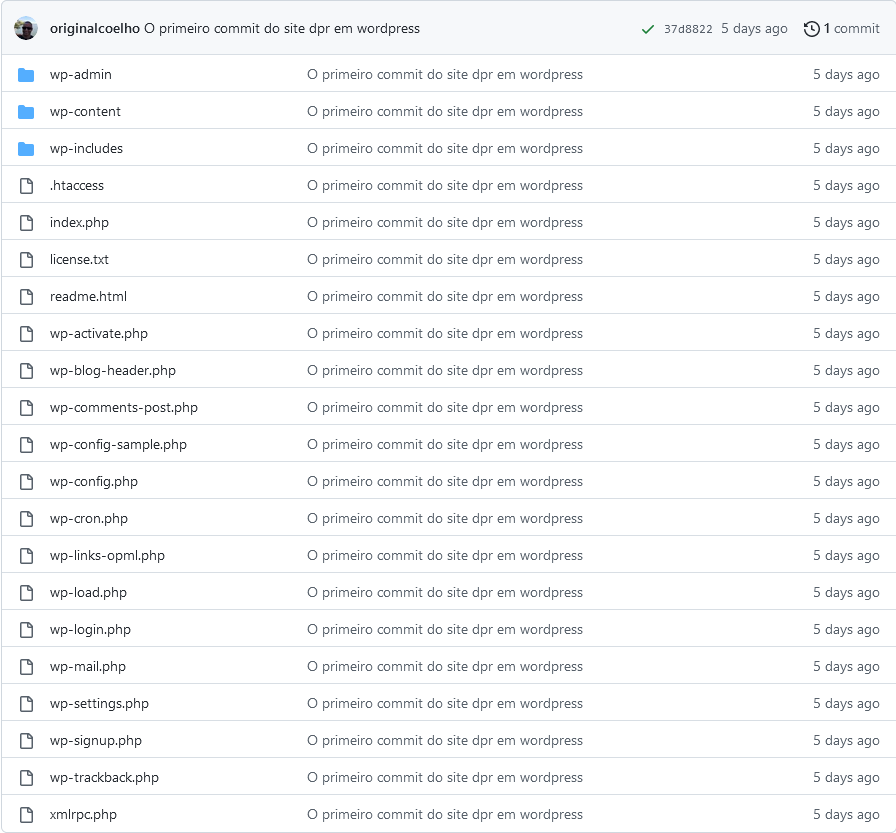 originalcoelho O primeiro commit do site dpr em wordpress 37d8822 5 days ago 1 commit
wp-admin O primeiro commit do site dpr em wordpress 5 days ago
wp-content O primeiro commit do site dpr em wordpress 5 days ago
wp-includes O primeiro commit do site dpr em wordpress 5 days ago
.htaccess O primeiro commit do site dpr em wordpress 5 days ago
index.php O primeiro commit do site dpr em wordpress 5 days ago
license.txt O primeiro commit do site dpr em wordpress 5 days ago
readme.html O primeiro commit do site dpr em wordpress 5 days ago
wp-activate.php O primeiro commit do site dpr em wordpress 5 days ago
wp-blog-header.php O primeiro commit do site dpr em wordpress 5 days ago
wp-comments-post.php O primeiro commit do site dpr em wordpress 5 days ago
wp-config-sample.php O primeiro commit do site dpr em wordpress 5 days ago
wp-config.php O primeiro commit do site dpr em wordpress 5 days ago
wp-cron.php O primeiro commit do site dpr em wordpress 5 days ago
wp-links-opml.php O primeiro commit do site dpr em wordpress 5 days ago
wp-load.php O primeiro commit do site dpr em wordpress 5 days ago
wp-login.php O primeiro commit do site dpr em wordpress 5 days ago
wp-mail.php O primeiro commit do site dpr em wordpress 5 days ago
wp-settings.php O primeiro commit do site dpr em wordpress 5 days ago
wp-signup.php O primeiro commit do site dpr em wordpress 5 days ago
wp-trackback.php O primeiro commit do site dpr em wordpress 5 days ago
xmlrpc.php O primeiro commit do site dpr em wordpress 5 days ago